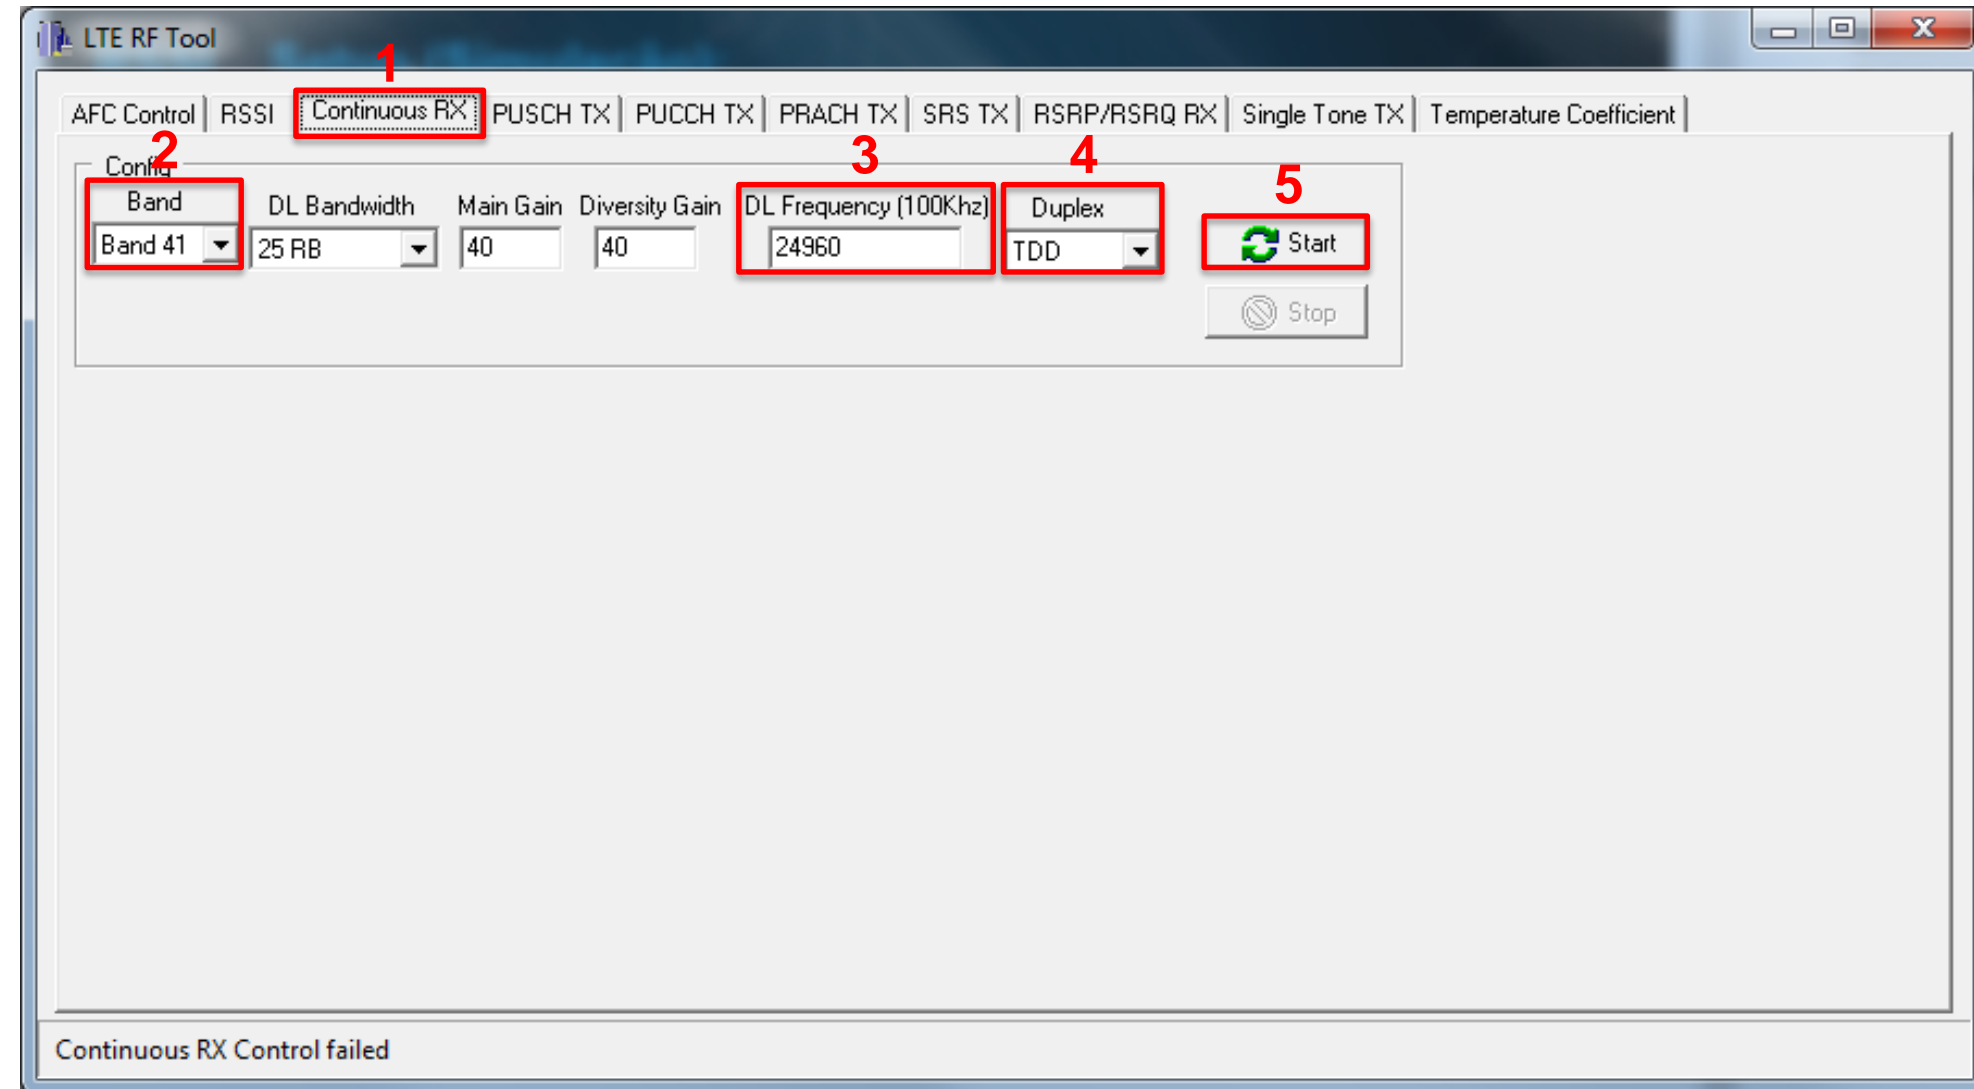 LTE RF Tool
1
AFC Control RSSI Continuous RX PUSCH TX PUCCH TX PRACH TX SRS TX RSRP/RSRQ RX Single Tone TX Temperature Coefficient
2 3 4 5
Config
Band DL Bandwidth Main Gain Diversity Gain DL Frequency (100Khz) Duplex
Band 41 25 RB 40 40 24960 TDD Start
Stop
Continuous RX Control failed